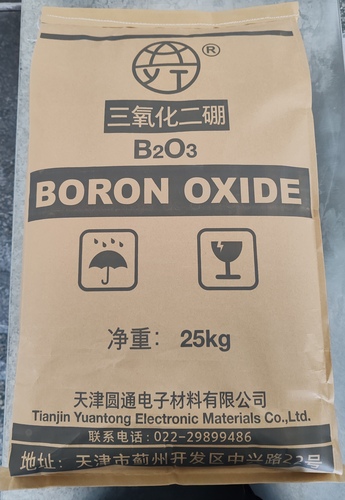 ®
三氧化二硼
B2O3
BORON OXIDE
净重： 25kg
天津圆通电子材料有限公司
Tianjin Yuantong Electronic Materials Co.,Ltd.
联系电话：022-29899486
地址：天津市蓟州开发区中兴路22号